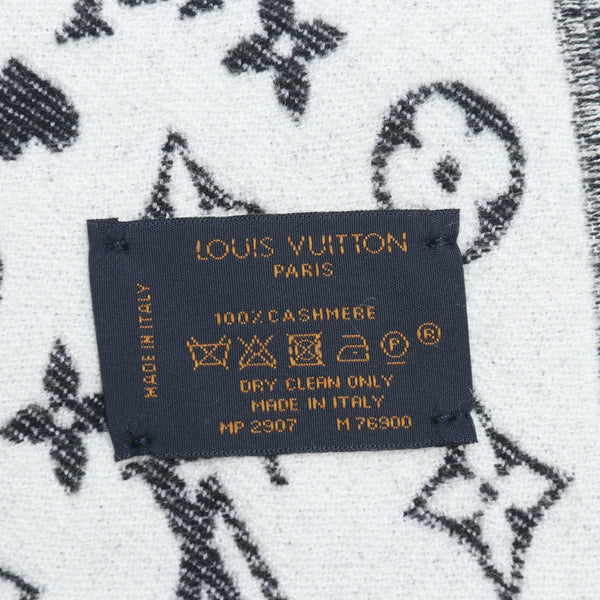 LOUIS VUITTON
PARIS
MADE IN ITALY
100% CASHMERE
P ®
DRY CLEAN ONLY
MADE IN ITALY
MP 2907 M 76900